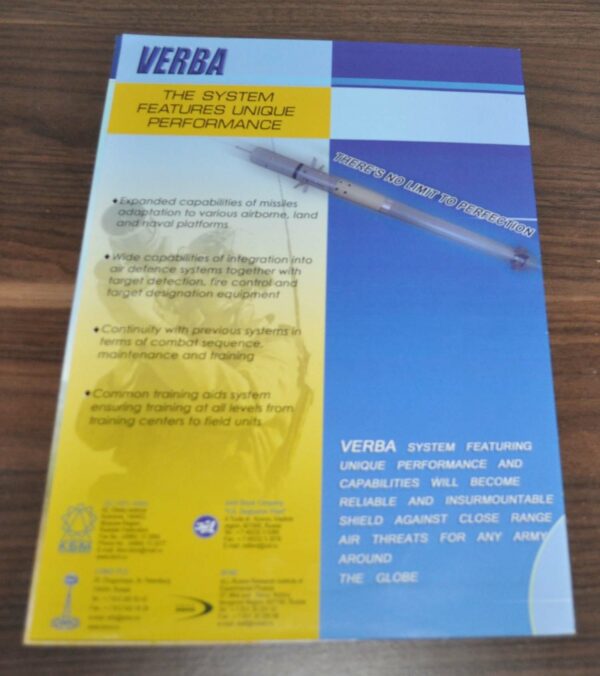 VERBA
THE SYSTEM
FEATURES UNIQUE
PERFORMANCE
THERE'S NO LIMIT TO PERFECTION
Expanded capabilities of missiles
adaptation to various airborne, land
and naval platforms
Wide capabilities of integration into
air defence systems together with
target detection, fire control and
target designation equipment
Continuity with previous systems in
terms of combat sequence,
maintenance and training
Common training aids system
ensuring training at all levels from
training centers to field units
VERBA SYSTEM FEATURING
UNIQUE PERFORMANCE AND
CAPABILITIES WILL BECOME
RELIABLE AND INSURMOUNTABLE
SHIELD AGAINST CLOSE RANGE
AIR THREATS FOR ANY ARMY
AROUND
THE GLOBE